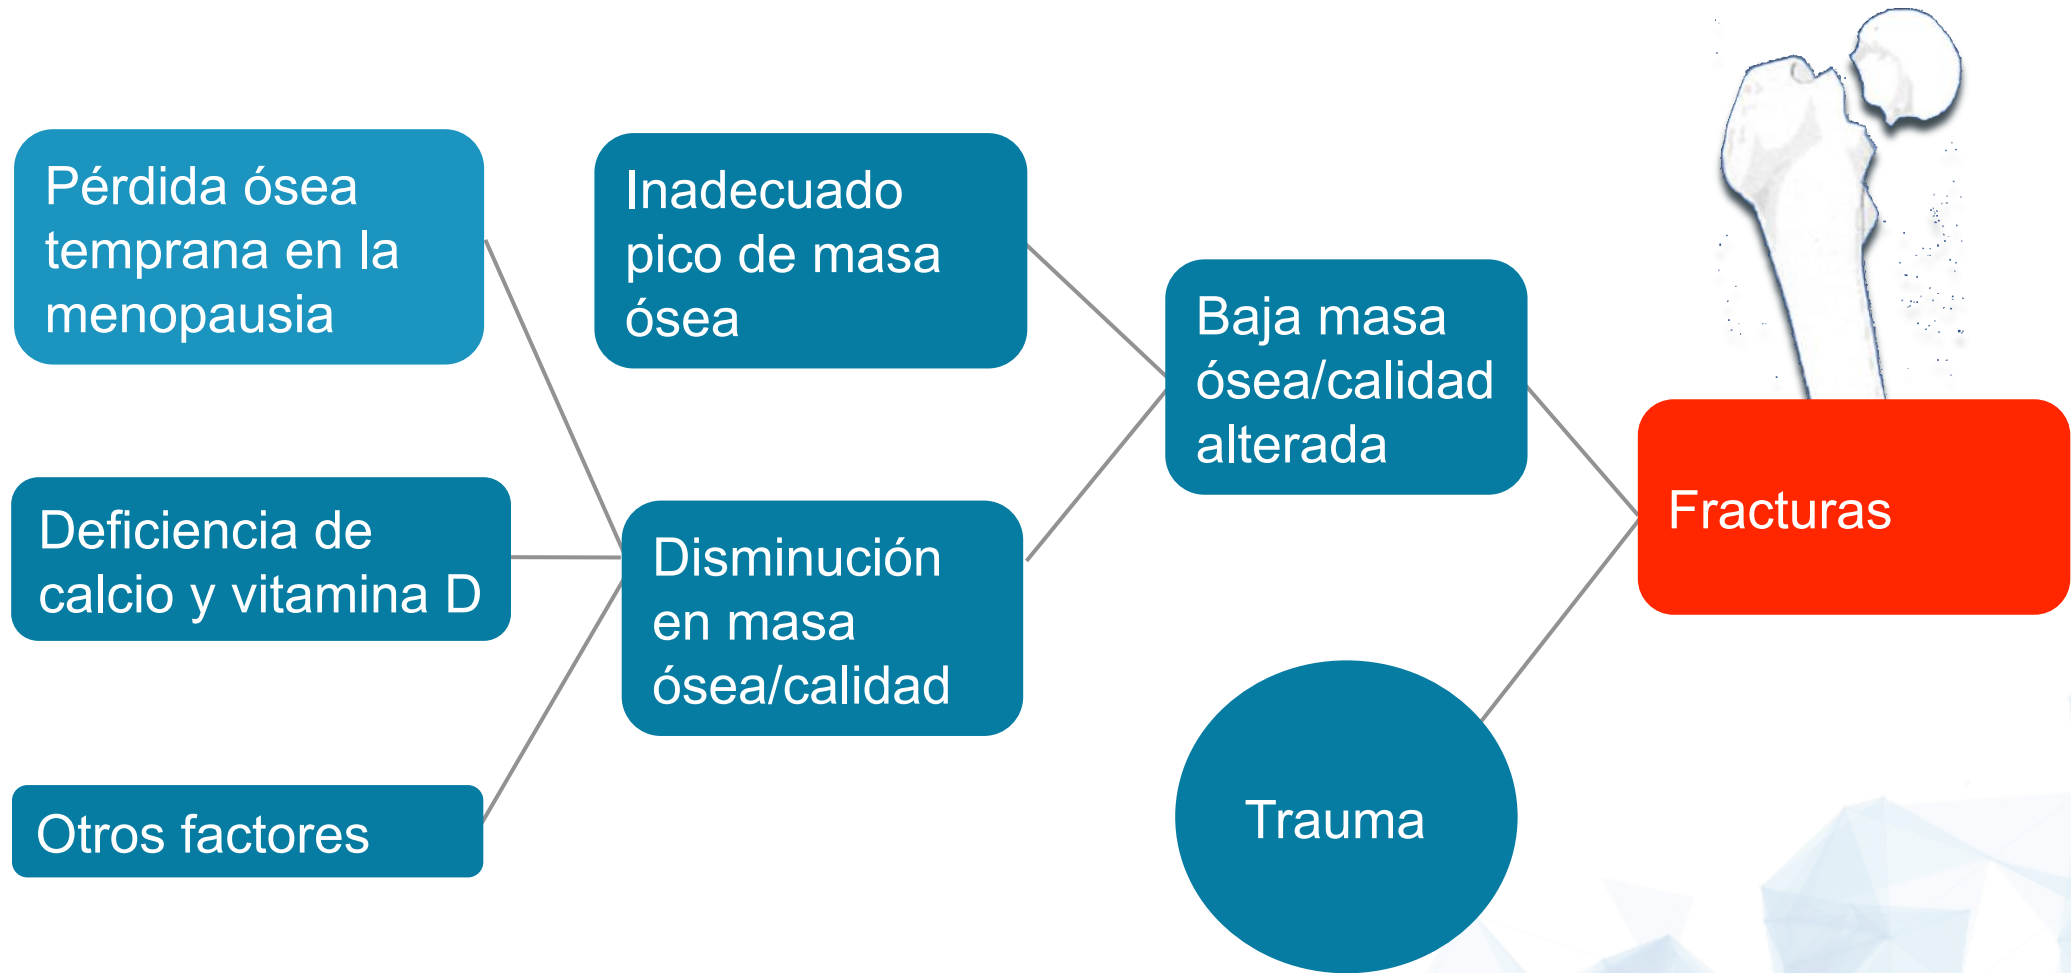 Pérdida ósea
temprana en la
menopausia
Deficiencia de
calcio y vitamina D
Otros factores
Inadecuado
pico de masa
ósea
Disminución
en masa
ósea/calidad
Baja masa
ósea/calidad
alterada
Trauma
Fracturas